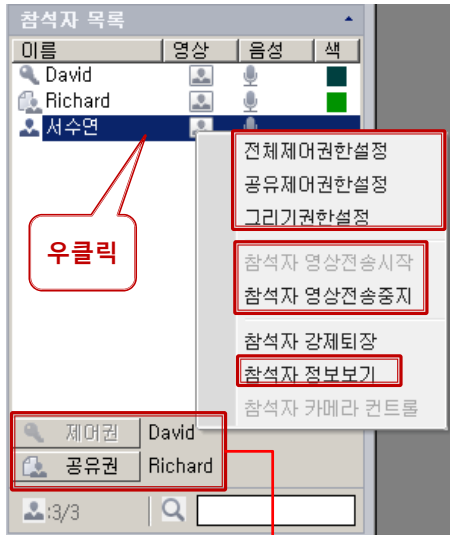 참석자 목록
이름 영상 음성 색
David
Richard
서수연
전체제어권한설정
공유제어권한설정
그리기권한설정
우클릭
참석자 영상전송시작
참석자 영상전송중지
참석자 강제퇴장
참석자 정보보기
참석자 카메라 컨트롤
제어권 David
공유권 Richard
:3/3